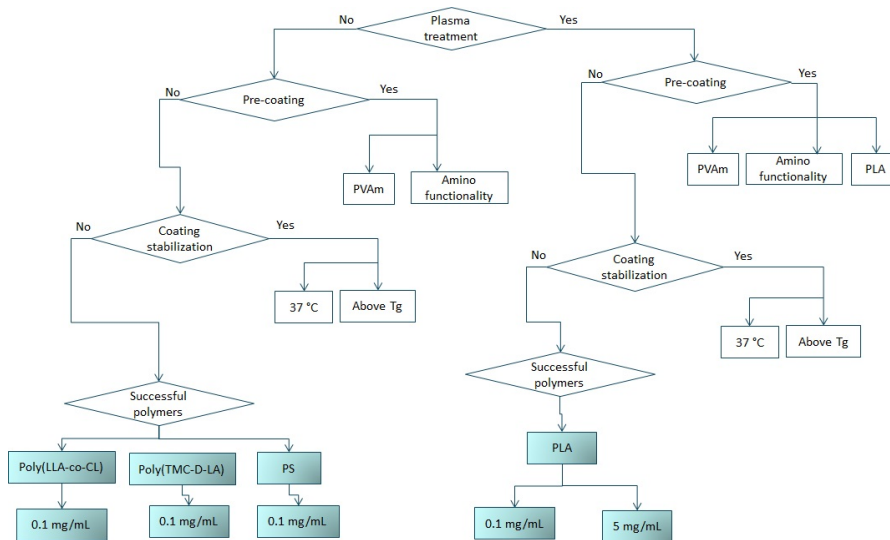 Plasma
treatment
No
Yes
Pre-coating
No
Yes
PVAm
Amino
functionality
Pre-coating
No
Yes
PVAm
Amino
functionality
PLA
Coating
stabilization
No
Yes
37 °C
Above Tg
Coating
stabilization
No
Yes
37 °C
Above Tg
Successful
polymers
Poly(LLA-co-CL)
Poly(TMC-D-LA)
PS
0.1 mg/mL
0.1 mg/mL
0.1 mg/mL
Successful
polymers
PLA
0.1 mg/mL
5 mg/mL